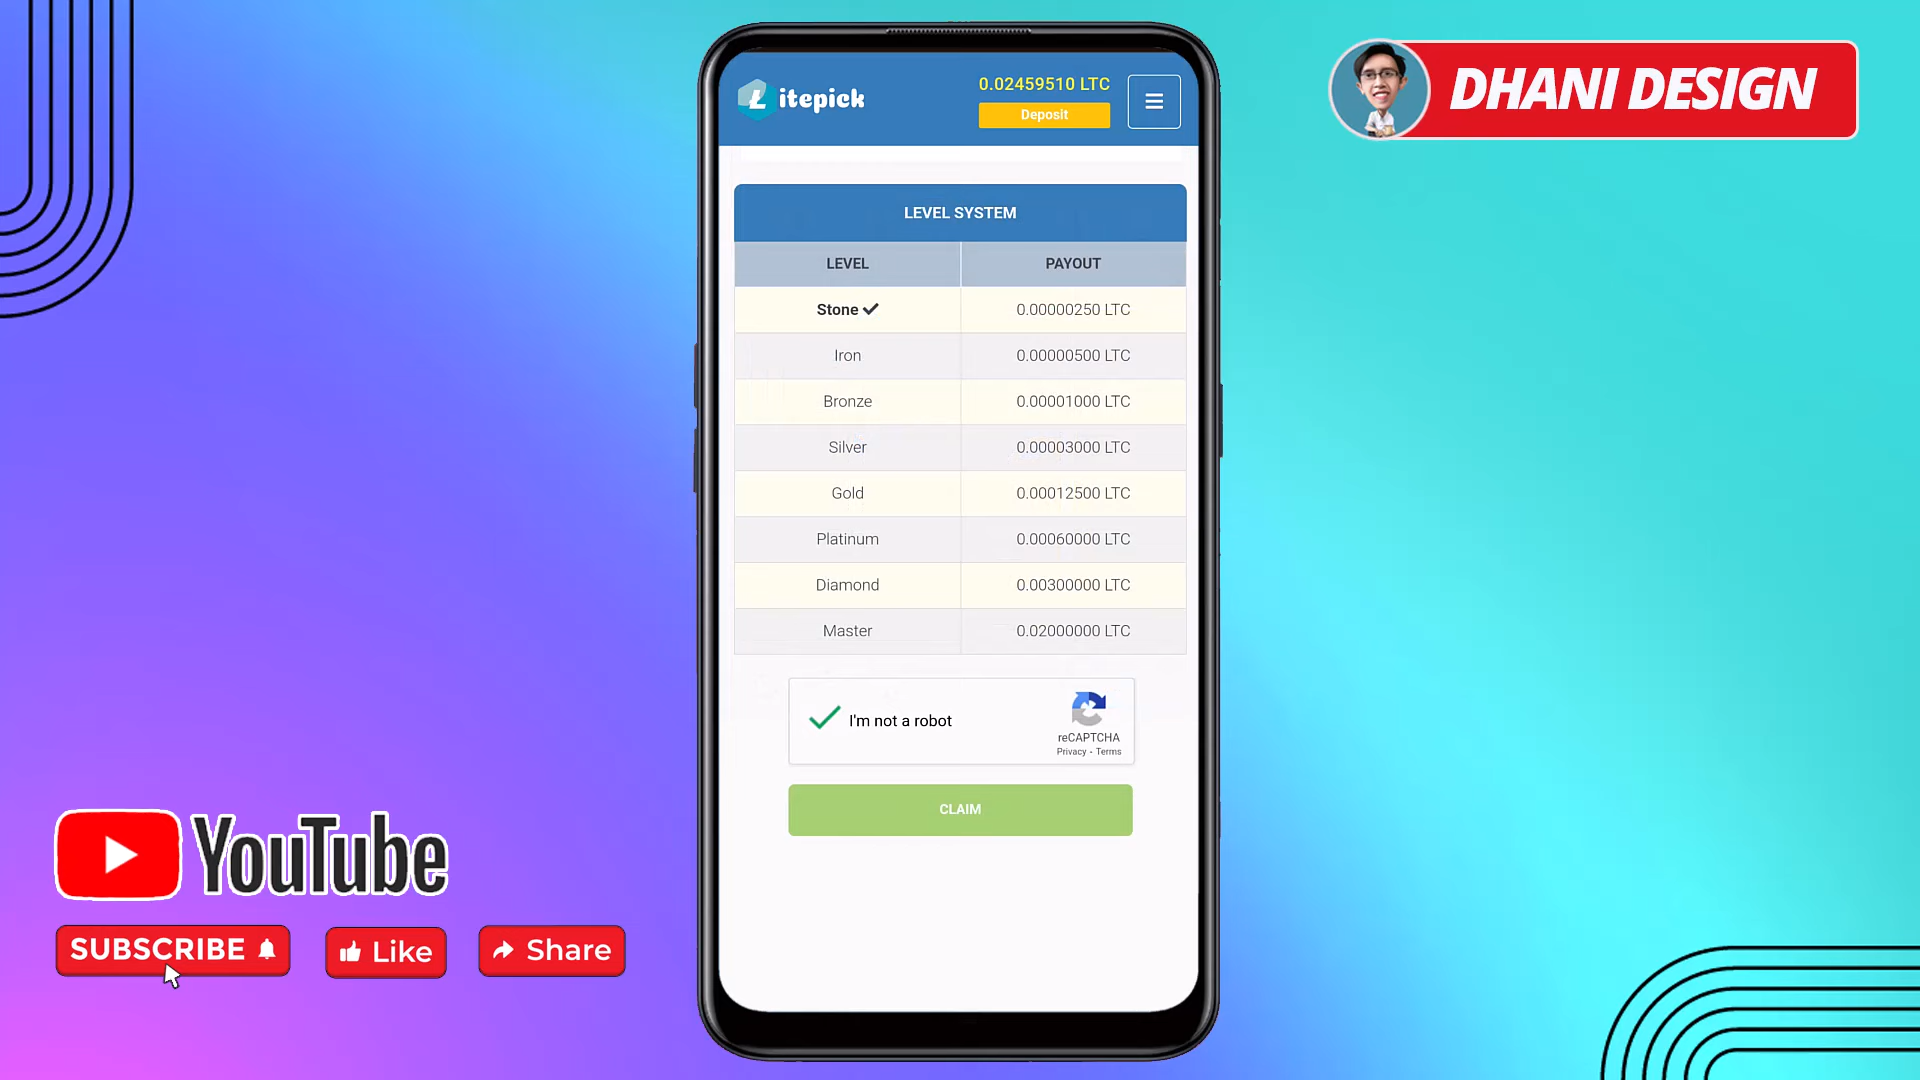 DHANI DESIGN
Litepick
0.02459510 LTC
Deposit
LEVEL SYSTEM
LEVEL PAYOUT
Stone 0.00000250 LTC
Iron 0.00000500 LTC
Bronze 0.00001000 LTC
Silver 0.00003000 LTC
Gold 0.00012500 LTC
Platinum 0.00060000 LTC
Diamond 0.00300000 LTC
Master 0.02000000 LTC
I'm not a robot
reCAPTCHA
Privacy - Terms
CLAIM
YouTube
SUBSCRIBE
Like
Share